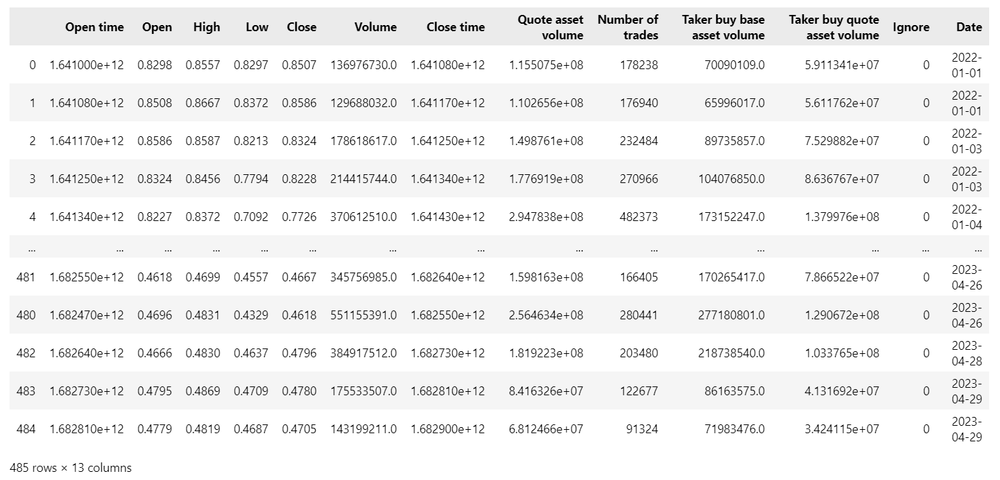 Open time Open High Low Close Volume Close time Quote asset volume Number of trades Taker buy base asset volume Taker buy quote asset volume Ignore Date
0 1.641000e+12 0.8298 0.8557 0.8297 0.8507 136976730.0 1.641080e+12 1.155075e+08 178238 70090109.0 5.911341e+07 0 2022-01-01
1 1.641080e+12 0.8508 0.8667 0.8372 0.8586 129688032.0 1.641170e+12 1.102656e+08 176940 65996017.0 5.611762e+07 0 2022-01-01
2 1.641170e+12 0.8586 0.8587 0.8213 0.8324 178618617.0 1.641250e+12 1.498761e+08 232484 89735857.0 7.529882e+07 0 2022-01-03
3 1.641250e+12 0.8324 0.8456 0.7794 0.8228 214415744.0 1.641340e+12 1.776919e+08 270966 104076850.0 8.636767e+07 0 2022-01-03
4 1.641340e+12 0.8227 0.8372 0.7092 0.7726 370612510.0 1.641430e+12 2.947838e+08 482373 173152247.0 1.379976e+08 0 2022-01-04
... ... ... ... ... ... ... ... ... ... ... ... ... ...
481 1.682550e+12 0.4618 0.4699 0.4557 0.4667 345756985.0 1.682640e+12 1.598163e+08 166405 170265417.0 7.866522e+07 0 2023-04-26
480 1.682470e+12 0.4696 0.4831 0.4329 0.4618 551155391.0 1.682550e+12 2.564634e+08 280441 277180801.0 1.290672e+08 0 2023-04-26
482 1.682640e+12 0.4666 0.4830 0.4637 0.4796 384917512.0 1.682730e+12 1.819223e+08 203480 218738540.0 1.033765e+08 0 2023-04-28
483 1.682730e+12 0.4795 0.4869 0.4709 0.4780 175533507.0 1.682810e+12 8.416326e+07 122677 86163575.0 4.131692e+07 0 2023-04-29
484 1.682810e+12 0.4779 0.4819 0.4687 0.4705 143199211.0 1.682900e+12 6.812466e+07 91324 71983476.0 3.424115e+07 0 2023-04-29
485 rows × 13 columns